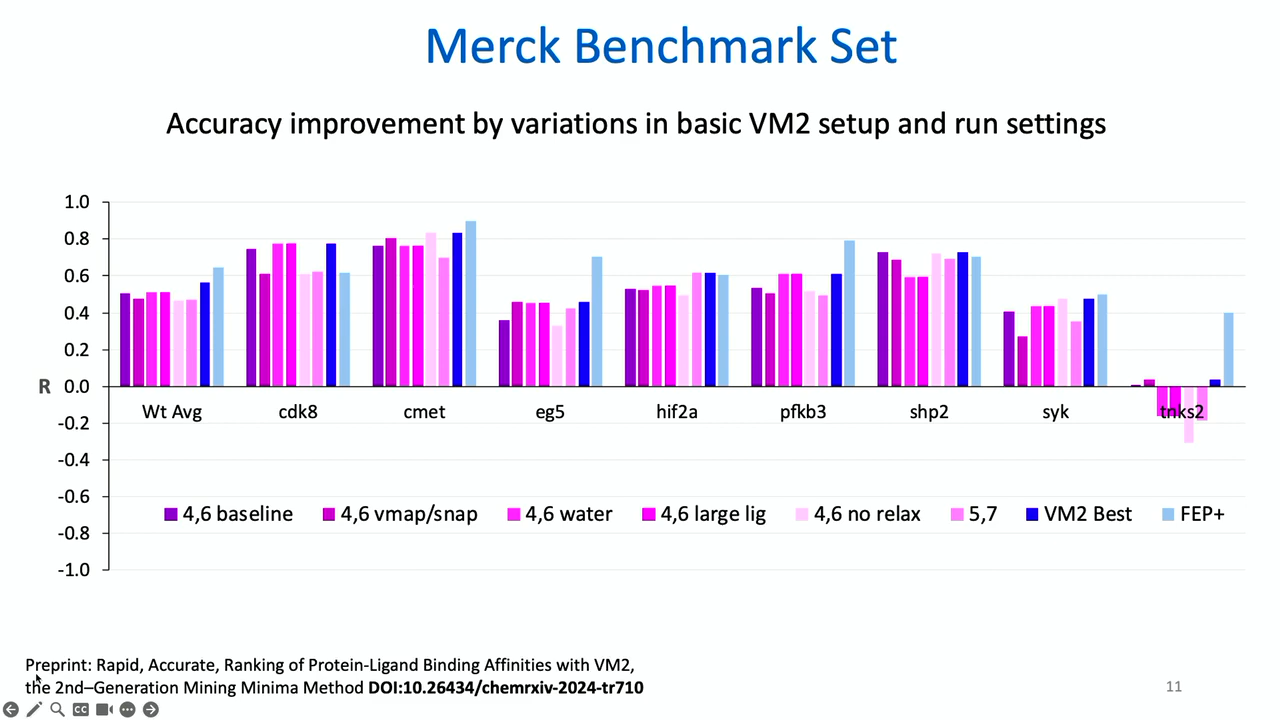 Merck Benchmark Set
Accuracy improvement by variations in basic VM2 setup and run settings
1.0
0.8
0.6
0.4
0.2
R 0.0
-0.2
-0.4
-0.6
-0.8
-1.0
Wt Avg cdk8 cmet eg5 hif2a pfkb3 shp2 syk tnks2
4,6 baseline 4,6 vmap/snap 4,6 water 4,6 large lig 4,6 no relax 5,7 VM2 Best FEP+
Preprint: Rapid, Accurate, Ranking of Protein-Ligand Binding Affinities with VM2,
the 2nd–Generation Mining Minima Method DOI:10.26434/chemrxiv-2024-tr710
11
CC